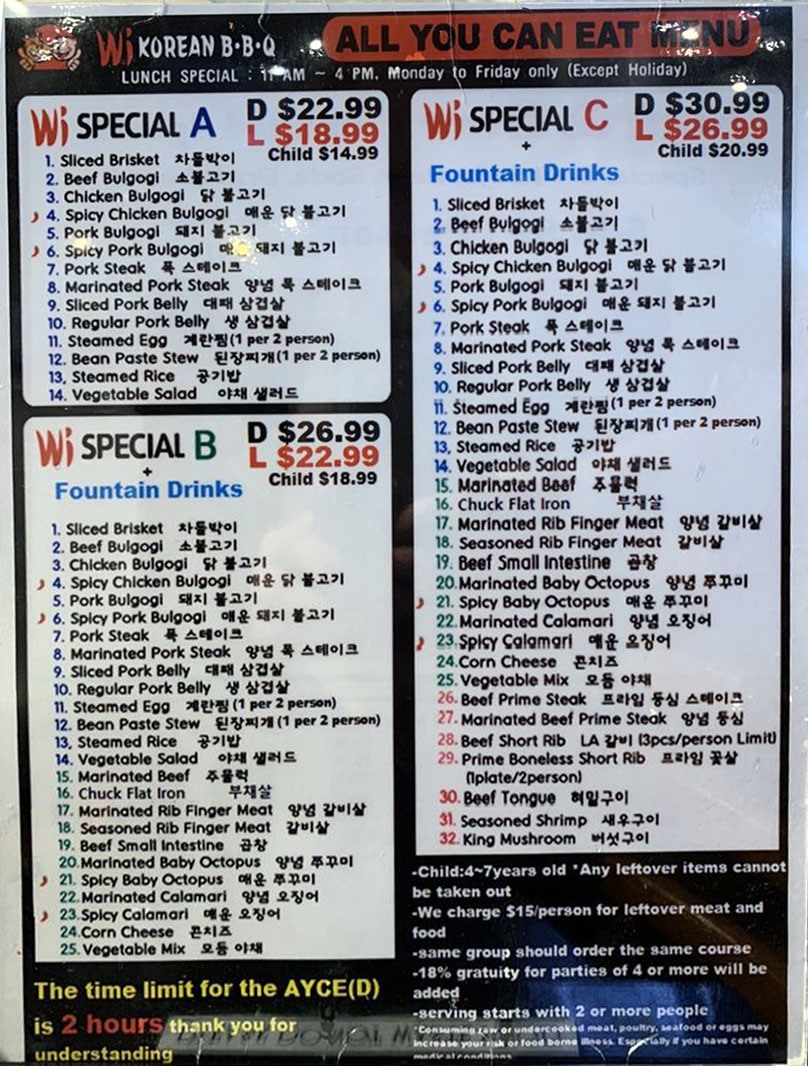 Wi KOREAN B·B·Q ALL YOU CAN EAT MENU
LUNCH SPECIAL : 11 AM ~ 4 PM. Monday to Friday only (Except Holiday)
Wi SPECIAL A D $22.99
L $18.99
Child $14.99
1. Sliced Brisket 차돌박이
2. Beef Bulgogi 소불고기
3. Chicken Bulgogi 닭 불고기
4. Spicy Chicken Bulgogi 매운 닭 불고기
5. Pork Bulgogi 돼지 불고기
6. Spicy Pork Bulgogi 매운 돼지 불고기
7. Pork Steak 폭 스테이크
8. Marinated Pork Steak 양념 폭 스테이크
9. Sliced Pork Belly 대패 삼겹살
10. Regular Pork Belly 생 삼겹살
11. Steamed Egg 계란찜(1 per 2 person)
12. Bean Paste Stew 된장찌개(1 per 2 person)
13, Steamed Rice 공기밥
14. Vegetable Salad 야채 샐러드
Wi SPECIAL B D $26.99
L $22.99
+ Child $18.99
Fountain Drinks
1. Sliced Brisket 차돌박이
2. Beef Bulgogi 소불고기
3. Chicken Bulgogi 닭 불고기
4. Spicy Chicken Bulgogi 매운 닭 불고기
5. Pork Bulgogi 돼지 불고기
6. Spicy Pork Bulgogi 매운 돼지 불고기
7. Pork Steak 폭 스테이크
8. Marinated Pork Steak 양념 폭 스테이크
9. Sliced Pork Belly 대패 삼겹살
10. Regular Pork Belly 생 삼겹살
11. Steamed Egg 계란찜(1 per 2 person)
12. Bean Paste Stew 된장찌개(1 per 2 person)
13, Steamed Rice 공기밥
14. Vegetable Salad 야채 샐러드
15. Marinated Beef 주물럭
16. Chuck Flat Iron 부채살
17. Marinated Rib Finger Meat 양념 갈비살
18. Seasoned Rib Finger Meat 갈비살
19. Beef Small Intestine 곱창
20. Marinated Baby Octopus 양념 쭈꾸미
21. Spicy Baby Octopus 매운 쭈꾸미
22. Marinated Calamari 양념 오징어
23. Spicy Calamari 매운 오징어
24. Corn Cheese 콘치즈
25. Vegetable Mix 모듬 야채
The time limit for the AYCE(D)
is 2 hours thank you for
understanding
Wi SPECIAL C D $30.99
L $26.99
+ Child $20.99
Fountain Drinks
1. Sliced Brisket 차돌박이
2. Beef Bulgogi 소불고기
3. Chicken Bulgogi 닭 불고기
4. Spicy Chicken Bulgogi 매운 닭 불고기
5. Pork Bulgogi 돼지 불고기
6. Spicy Pork Bulgogi 매운 돼지 불고기
7. Pork Steak 폭 스테이크
8. Marinated Pork Steak 양념 폭 스테이크
9. Sliced Pork Belly 대패 삼겹살
10. Regular Pork Belly 생 삼겹살
11. Steamed Egg 계란찜(1 per 2 person)
12. Bean Paste Stew 된장찌개(1 per 2 person)
13, Steamed Rice 공기밥
14. Vegetable Salad 야채 샐러드
15. Marinated Beef 주물럭
16. Chuck Flat Iron 부채살
17. Marinated Rib Finger Meat 양념 갈비살
18. Seasoned Rib Finger Meat 갈비살
19. Beef Small Intestine 곱창
20. Marinated Baby Octopus 양념 쭈꾸미
21. Spicy Baby Octopus 매운 쭈꾸미
22. Marinated Calamari 양념 오징어
23. Spicy Calamari 매운 오징어
24. Corn Cheese 콘치즈
25. Vegetable Mix 모듬 야채
26. Beef Prime Steak 프라임 등심 스테이크
27. Marinated Beef Prime Steak 양념 등심
28. Beef Short Rib LA 갈비 (3pcs/person Limit)
29. Prime Boneless Short Rib 프라임 꽃살
(1plate/2person)
30. Beef Tongue 혀밑구이
31. Seasoned Shrimp 새우구이
32. King Mushroom 버섯구이
-Child:4~7years old *Any leftover items cannot
be taken out
-We charge $15/person for leftover meat and
food
-same group should order the same course
-18% gratuity for parties of 4 or more will be
added
-serving starts with 2 or more people
*Consuming raw or undercooked meat, poultry, seafood or eggs may
increase your risk or food borne illness. Especially if you have certain
medical conditions